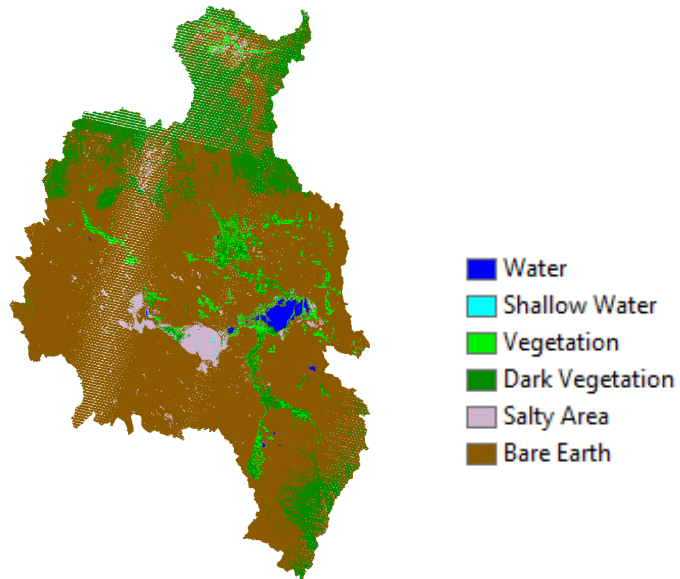 Water
Shallow Water
Vegetation
Dark Vegetation
Salty Area
Bare Earth